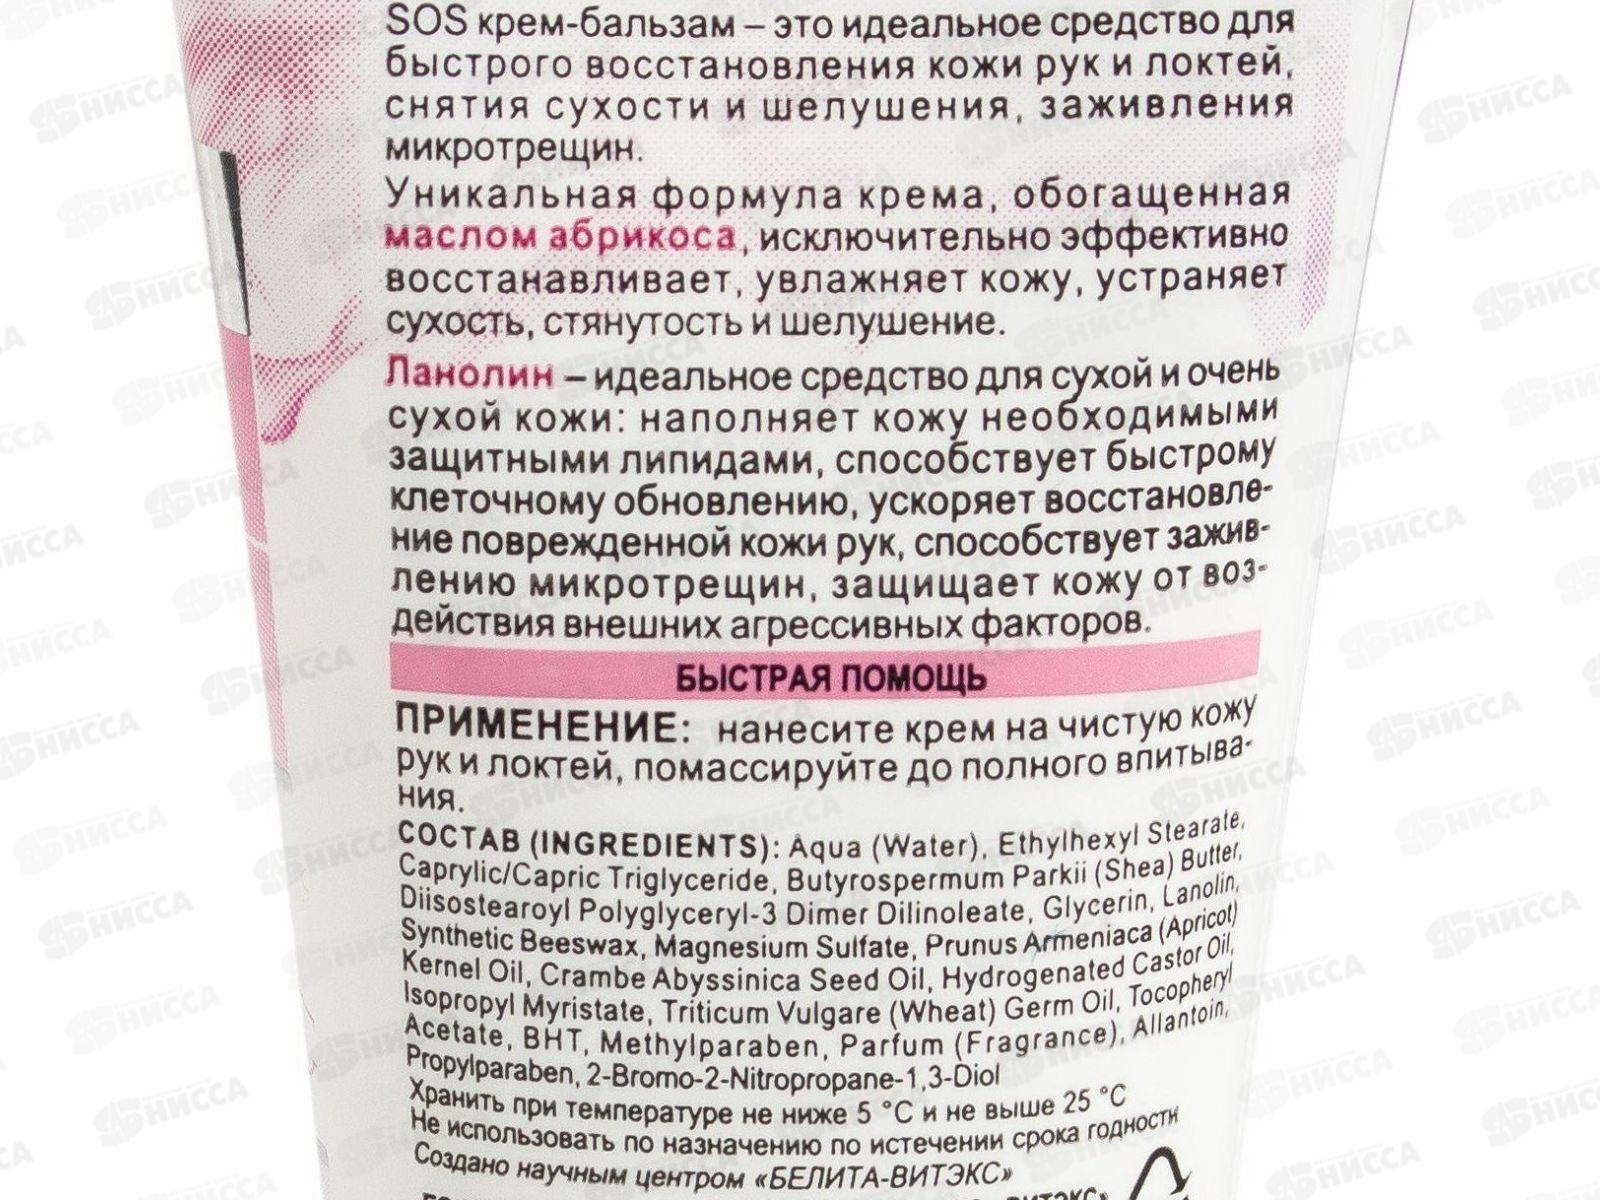 SOS крем-бальзам – это идеальное средство для
быстрого восстановления кожи рук и локтей,
снятия сухости и шелушения, заживления
микротрещин.
Уникальная формула крема, обогащенная
маслом абрикоса, исключительно эффективно
восстанавливает, увлажняет кожу, устраняет
сухость, стянутость и шелушение.
Ланолин – идеальное средство для сухой и очень
сухой кожи: наполняет кожу необходимыми
защитными липидами, способствует быстрому
клеточному обновлению, ускоряет восстановле-
ние поврежденной кожи рук, способствует зажив-
лению микротрещин, защищает кожу от воз-
действия внешних агрессивных факторов.
БЫСТРАЯ ПОМОЩЬ
ПРИМЕНЕНИЕ: нанесите крем на чистую кожу
рук и локтей, помассируйте до полного впитыва-
ния.
СОСТАВ (INGREDIENTS): Aqua (Water), Ethylhexyl Stearate,
Caprylic/Capric Triglyceride, Butyrospermum Parkii (Shea) Butter,
Diisostearoyl Polyglyceryl-3 Dimer Dilinoleate, Glycerin, Lanolin,
Synthetic Beeswax, Magnesium Sulfate, Prunus Armeniaca (Apricot)
Kernel Oil, Crambe Abyssinica Seed Oil, Hydrogenated Castor Oil,
Isopropyl Myristate, Triticum Vulgare (Wheat) Germ Oil, Tocopheryl
Acetate, BHT, Methylparaben, Parfum (Fragrance), Allantoin,
Propylparaben, 2-Bromo-2-Nitropropane-1,3-Diol
Хранить при температуре не ниже 5 °C и не выше 25 °C
Не использовать по назначению по истечении срока годности
Создано научным центром «БЕЛИТА-ВИТЭКС»